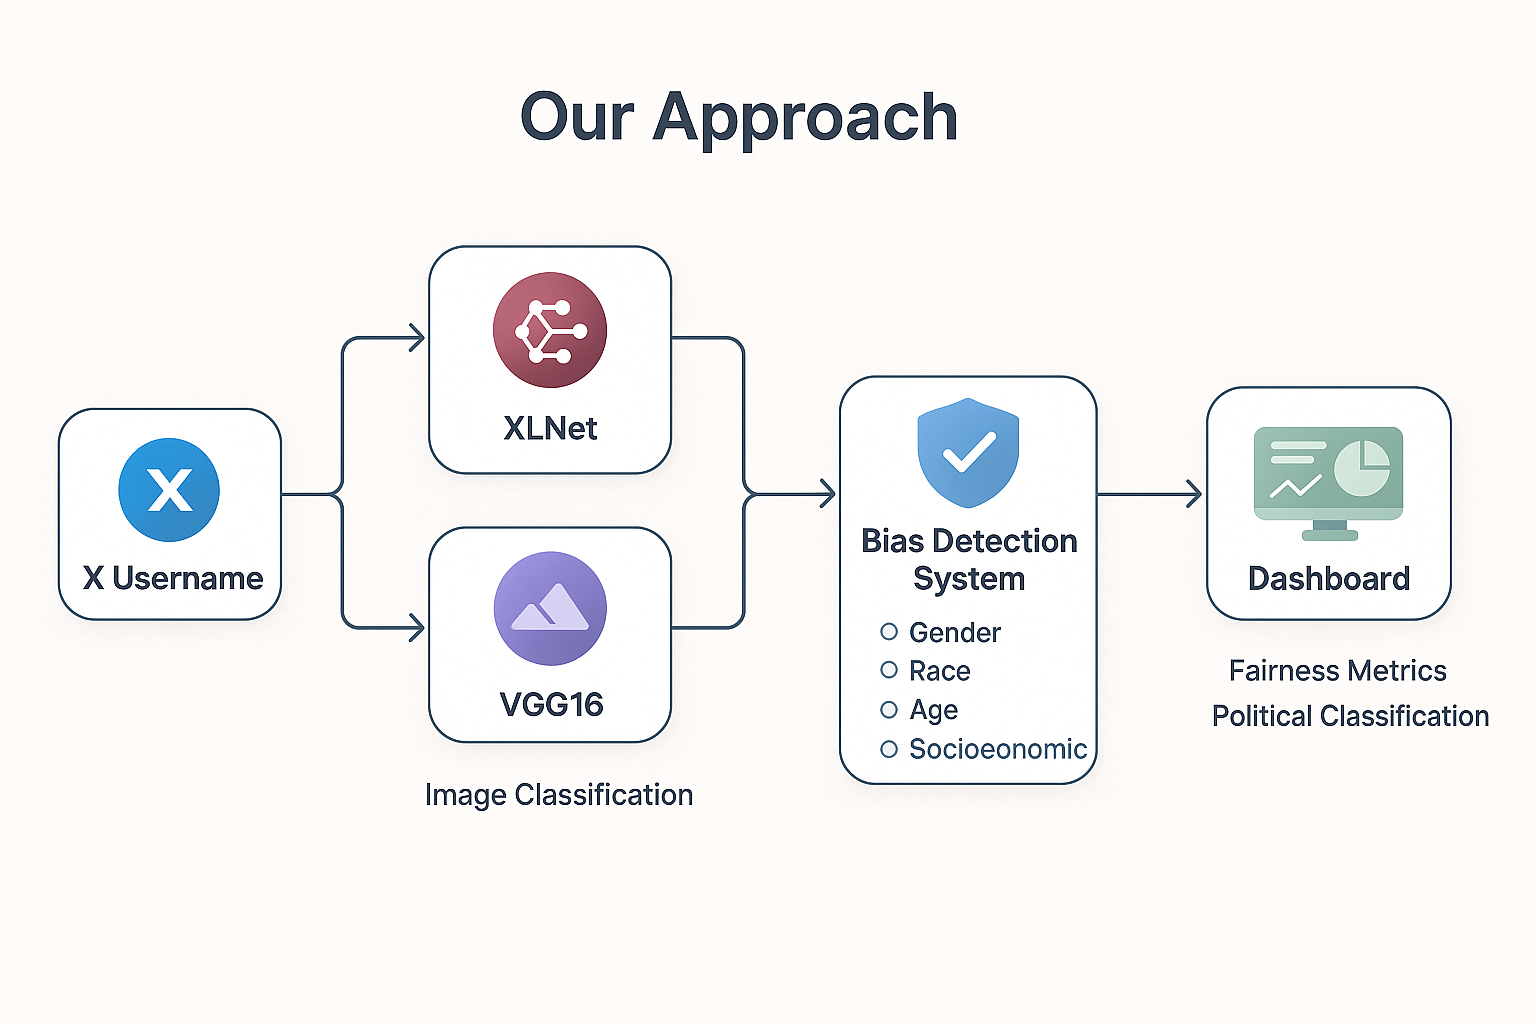 Our Approach
X
X Username
XLNet
VGG16
Image Classification
Bias Detection
System
Gender
Race
Age
Socioeonomic
Dashboard
Fairness Metrics
Political Classification